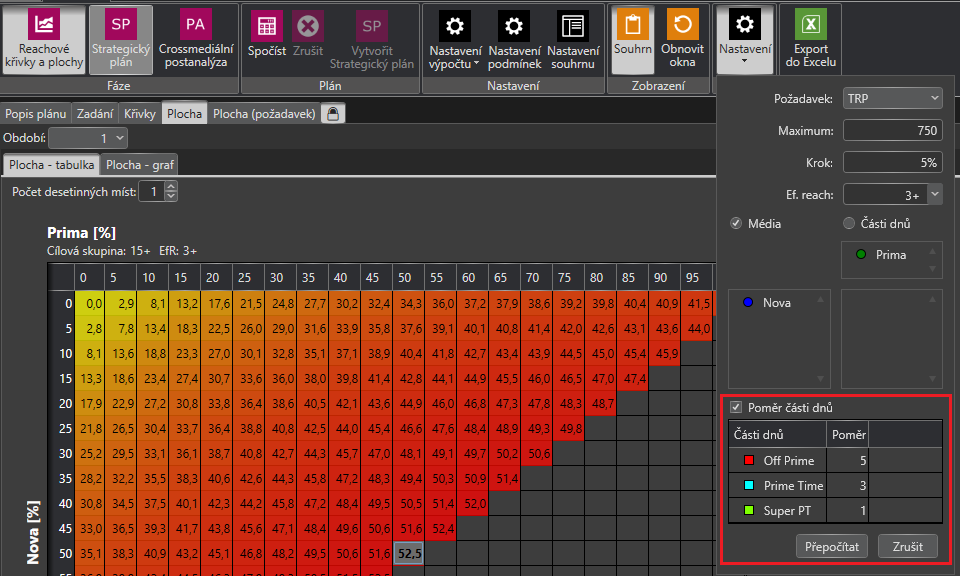 Reachové křivky a plochy
Strategický plán
Crossmediální postanalýza
Spočíst
Zrušit
Vytvořit Strategický plán
Nastavení výpočtu
Nastavení podmínek
Nastavení souhrnu
Souhrn
Obnovit okna
Nastavení
Export do Excelu
SP
PA
SP
Fáze
Plán
Nastavení
Zobrazení
Popis plánu Zadání Křivky Plocha Plocha (požadavek)
Období: 1
Plocha - tabulka Plocha - graf
Počet desetinných míst: 1
Prima [%]
Cílová skupina: 15+ EfR: 3+
0 5 10 15 20 25 30 35 40 45 50 55 60 65 70 75 80 85 90 95
0 0,0 2,9 8,1 13,2 17,6 21,5 24,8 27,7 30,2 32,4 34,3 36,0 37,2 37,9 38,6 39,2 39,8 40,4 40,9 41,5
5 2,8 7,8 13,4 18,3 22,5 26,0 29,0 31,6 33,9 35,8 37,6 39,1 40,1 40,8 41,4 42,0 42,6 43,1 43,6 44,0
10 8,1 13,6 18,8 23,3 27,0 30,1 32,8 35,1 37,1 38,9 40,4 41,8 42,7 43,4 43,9 44,5 45,0 45,4 45,9
15 13,3 18,6 23,4 27,4 30,7 33,6 36,0 38,0 39,8 41,4 42,8 44,1 44,9 45,5 46,0 46,5 47,0 47,4
20 17,9 22,9 27,2 30,8 33,8 36,4 38,6 40,5 42,1 43,6 44,9 46,0 46,8 47,3 47,8 48,3 48,7
25 21,8 26,5 30,4 33,7 36,4 38,8 40,8 42,5 44,0 45,4 46,6 47,6 48,4 48,9 49,3 49,8
30 25,2 29,5 33,1 36,1 38,7 40,8 42,7 44,3 45,7 47,0 48,1 49,1 49,7 50,2 50,6
35 28,2 32,2 35,5 38,3 40,6 42,6 44,3 45,8 47,2 48,3 49,4 50,3 50,9 51,4
40 30,8 34,5 37,5 40,1 42,3 44,2 45,8 47,2 48,4 49,5 50,5 51,4 52,0
45 33,0 36,5 39,3 41,7 43,8 45,6 47,1 48,4 49,6 50,6 51,6 52,4
50 35,1 38,3 40,9 43,2 45,1 46,8 48,2 49,5 50,6 51,6 52,5
Nova [%]
Požadavek: TRP
Maximum: 750
Krok: 5%
Ef. reach: 3+
Média
Části dnů
Prima
Nova
Poměr části dnů
Části dnů Poměr
Off Prime 5
Prime Time 3
Super PT 1
Přepočítat Zrušit